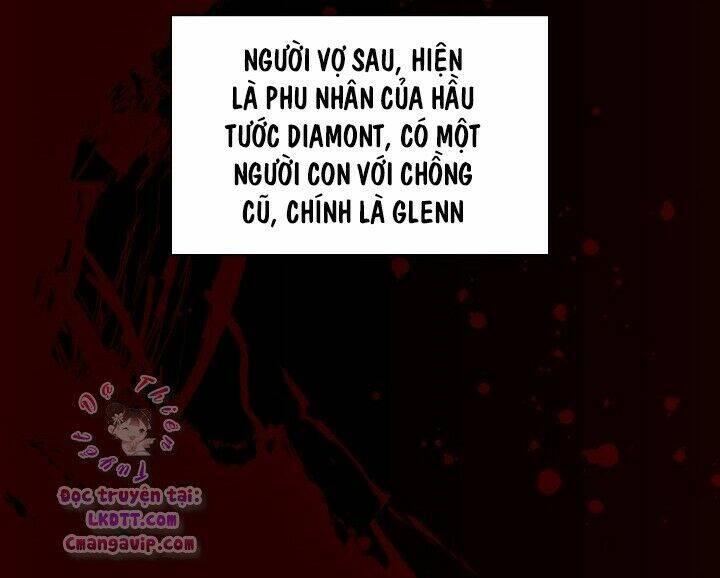 NGƯỜI VỢ SAU, HIỆN
LÀ PHU NHÂN CỦA HẦU
TƯỚC DIAMONT, CÓ MỘT
NGƯỜI CON VỚI CHỒNG
CŨ, CHÍNH LÀ GLENN
Dạ Thiên
Tuyết
Đọc truyện tại:
LKDTT.com
Cmangavip.com